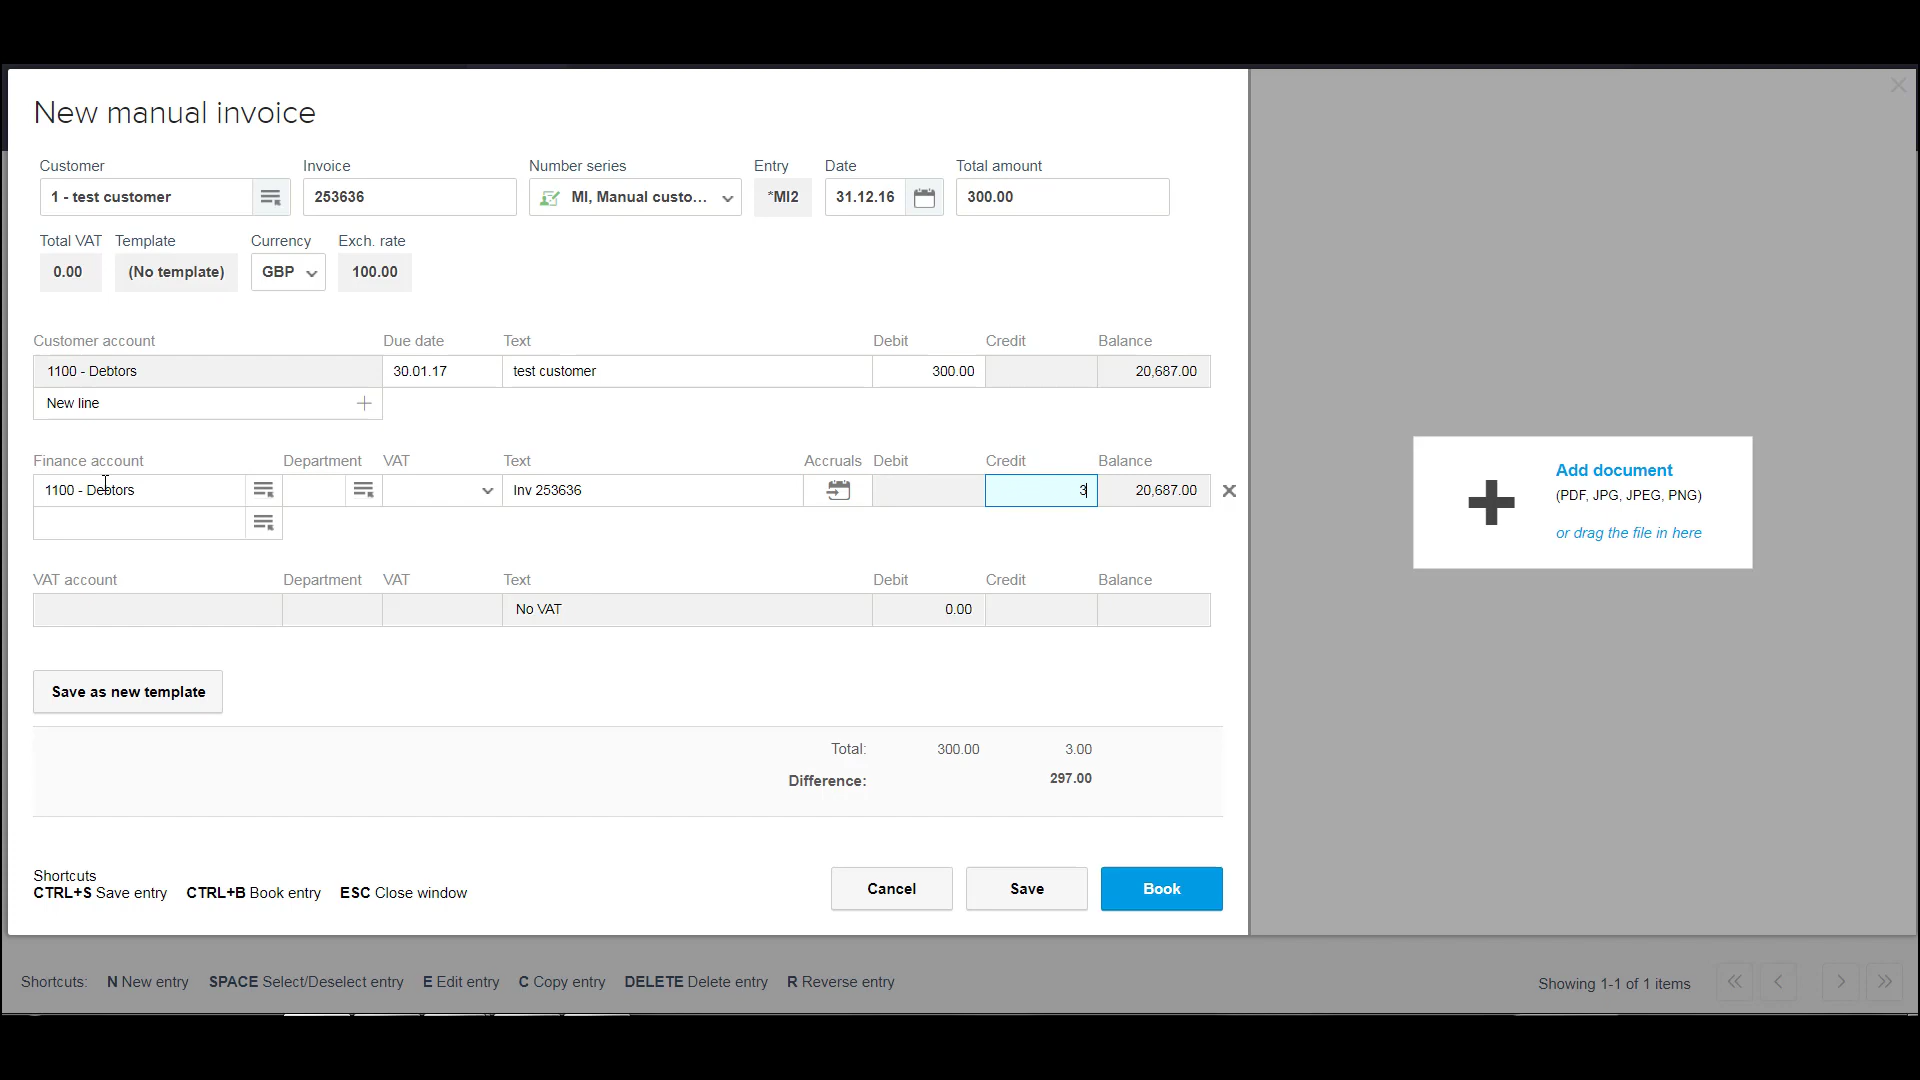 New manual invoice
Customer Invoice Number series Entry Date Total amount
1 - test customer 253636 MI, Manual custo... *MI2 31.12.16 300.00
Total VAT Template Currency Exch. rate
0.00 (No template) GBP 100.00
Customer account Due date Text Debit Credit Balance
1100 - Debtors 30.01.17 test customer 300.00 20,687.00
New line
Finance account Department VAT Text Accruals Debit Credit Balance
1100 - Debtors Inv 253636 3 20,687.00
VAT account Department VAT Text Debit Credit Balance
No VAT 0.00
Save as new template
Total: 300.00 3.00
Difference: 297.00
Shortcuts
CTRL+S Save entry CTRL+B Book entry ESC Close window
Cancel Save Book
Add document
(PDF, JPG, JPEG, PNG)
or drag the file in here
Shortcuts: N New entry SPACE Select/Deselect entry E Edit entry C Copy entry DELETE Delete entry R Reverse entry
Showing 1-1 of 1 items